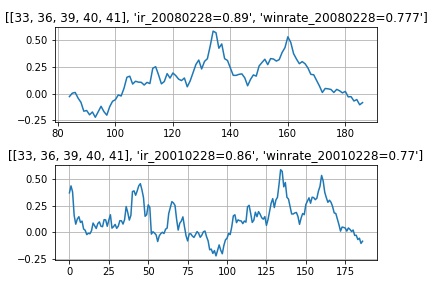 [[33, 36, 39, 40, 41], 'ir_20080228=0.89', 'winrate_20080228=0.777']
0.50
0.25
0.00
−0.25
80 100 120 140 160 180
[[33, 36, 39, 40, 41], 'ir_20010228=0.86', 'winrate_20010228=0.77']
0.50
0.25
0.00
−0.25
0 25 50 75 100 125 150 175